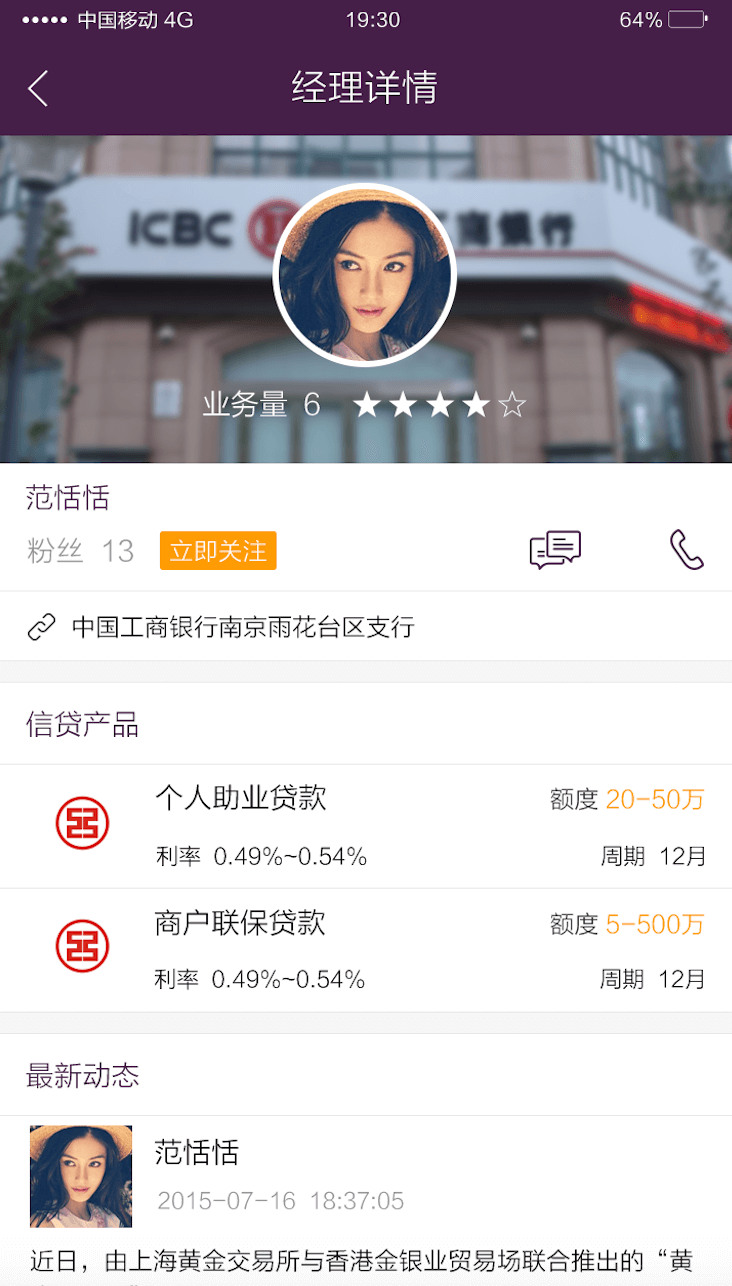 中国移动 4G 19:30 64%
经理详情
ICBC 商银行
业务量 6
范恬恬
粉丝 13 立即关注
中国工商银行南京雨花台区支行
信贷产品
个人助业贷款 额度 20-50万
利率 0.49%~0.54% 周期 12月
商户联保贷款 额度 5-500万
利率 0.49%~0.54% 周期 12月
最新动态
范恬恬
2015-07-16 18:37:05
近日，由上海黄金交易所与香港金银业贸易场联合推出的“黄